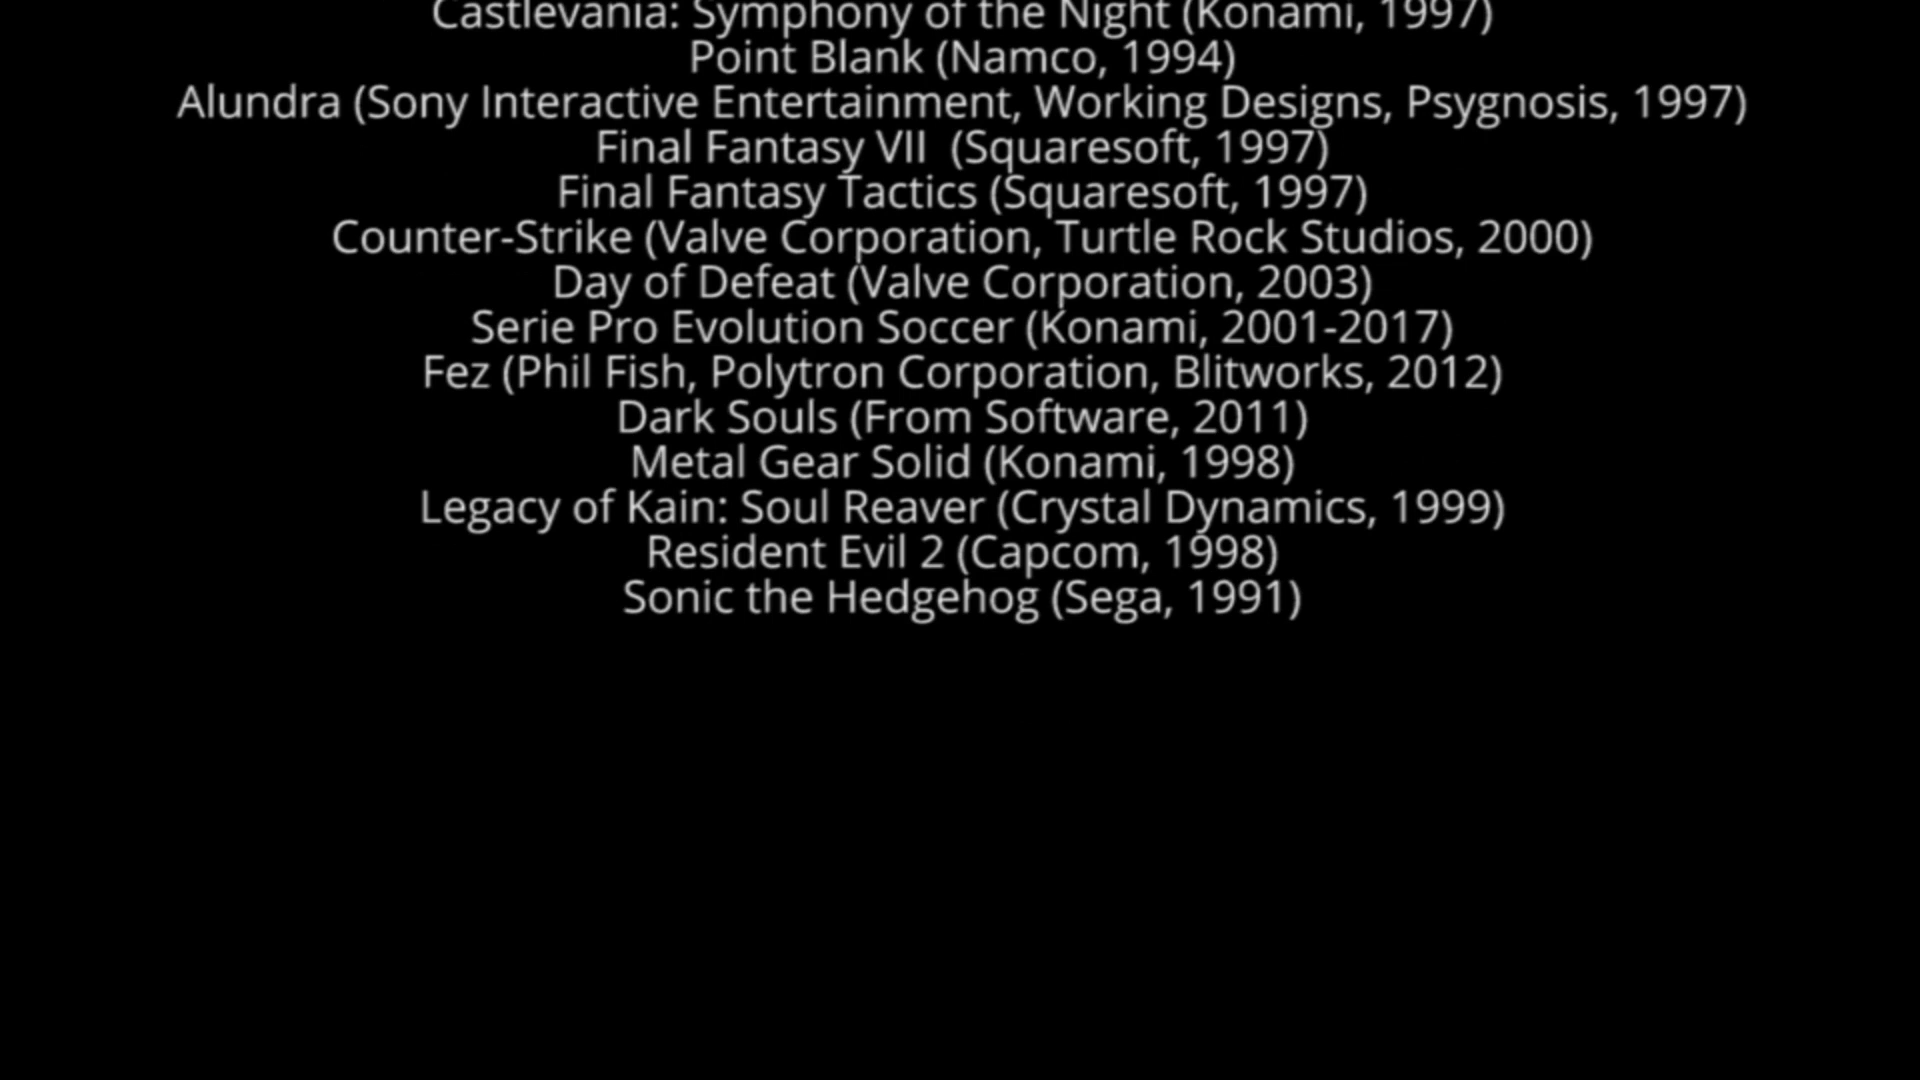 Castlevania: Symphony of the Night (Konami, 1997)
Point Blank (Namco, 1994)
Alundra (Sony Interactive Entertainment, Working Designs, Psygnosis, 1997)
Final Fantasy VII  (Squaresoft, 1997)
Final Fantasy Tactics (Squaresoft, 1997)
Counter-Strike (Valve Corporation, Turtle Rock Studios, 2000)
Day of Defeat (Valve Corporation, 2003)
Serie Pro Evolution Soccer (Konami, 2001-2017)
Fez (Phil Fish, Polytron Corporation, Blitworks, 2012)
Dark Souls (From Software, 2011)
Metal Gear Solid (Konami, 1998)
Legacy of Kain: Soul Reaver (Crystal Dynamics, 1999)
Resident Evil 2 (Capcom, 1998)
Sonic the Hedgehog (Sega, 1991)